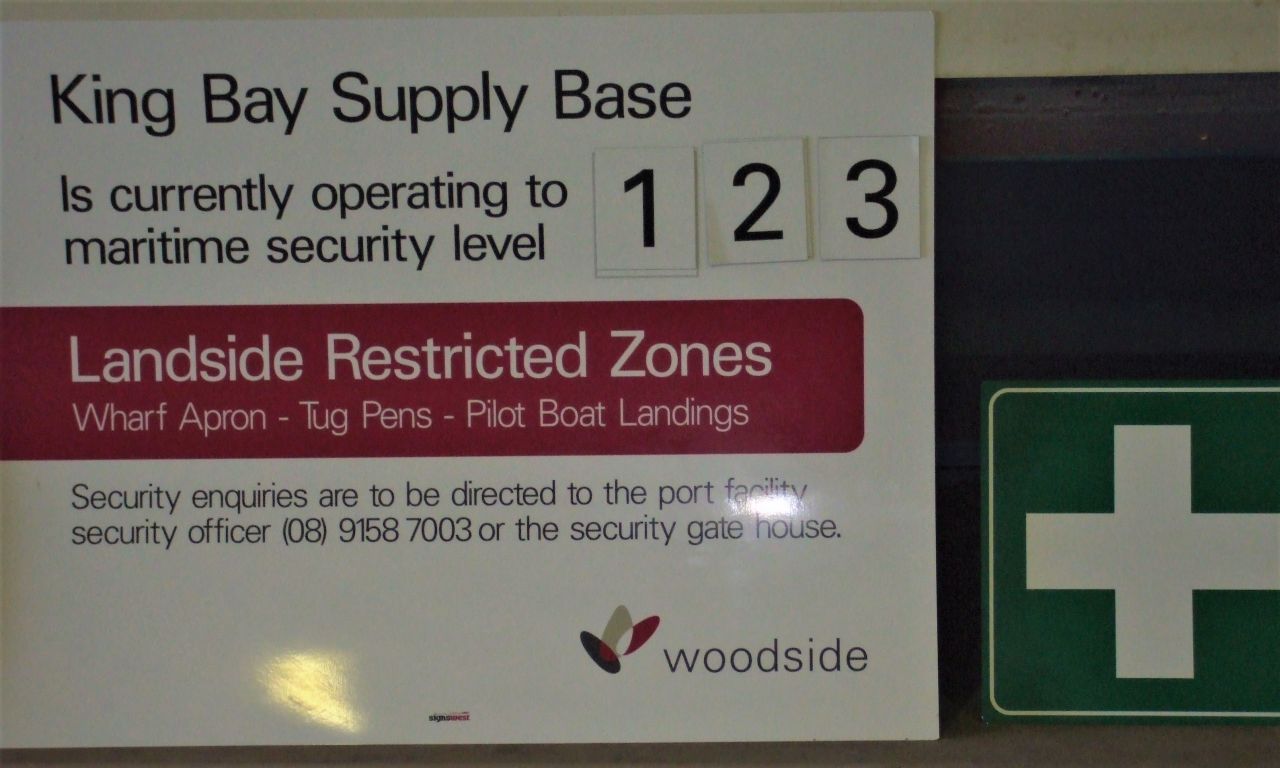 King Bay Supply Base
Is currently operating to
maritime security level 1 2 3
Landside Restricted Zones
Wharf Apron - Tug Pens - Pilot Boat Landings
Security enquiries are to be directed to the port facility
security officer (08) 9158 7003 or the security gate house.
woodside
signswest